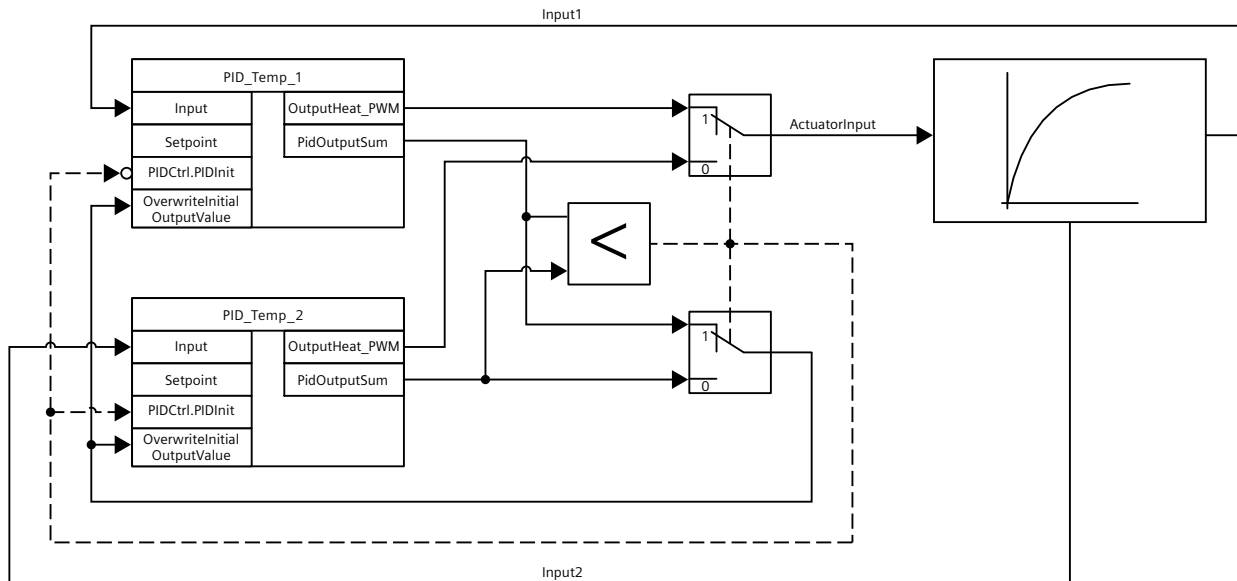 Input1
PID_Temp_1
Input
OutputHeat_PWM
Setpoint
PidOutputSum
PIDCtrl.PIDInit
OverwriteInitial
OutputValue
1
0
ActuatorInput
<
PID_Temp_2
Input
OutputHeat_PWM
Setpoint
PidOutputSum
PIDCtrl.PIDInit
OverwriteInitial
OutputValue
1
0
Input2